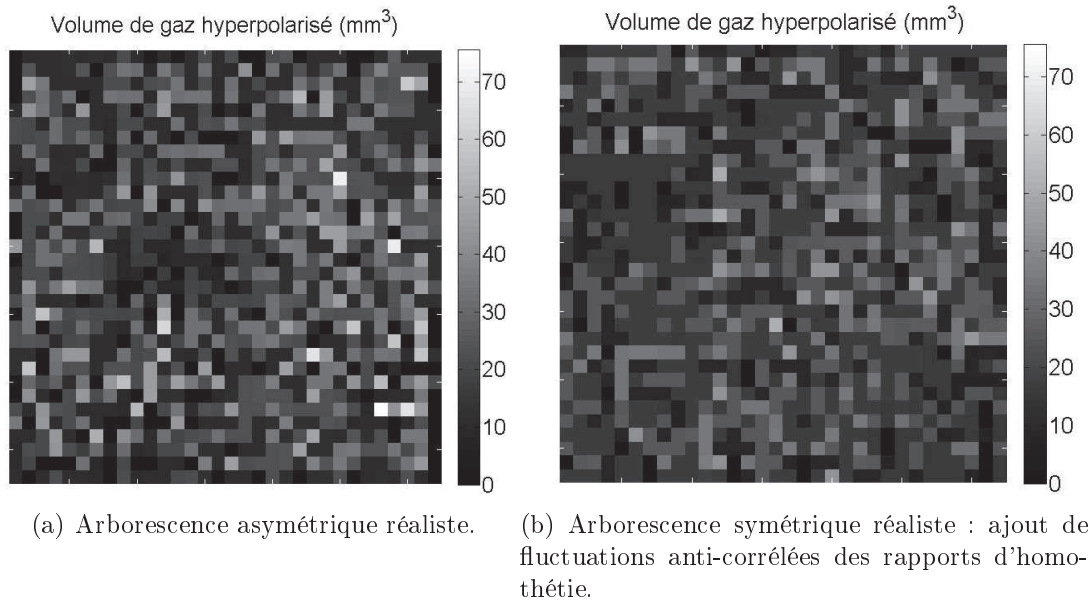 Volume de gaz hyperpolarisé (mm³)
70
60
50
40
30
20
10
0
(a) Arborescence asymétrique réaliste.
Volume de gaz hyperpolarisé (mm³)
70
60
50
40
30
20
10
0
(b) Arborescence symétrique réaliste : ajout de
fluctuations anti-corrélées des rapports d'homo-
thétie.